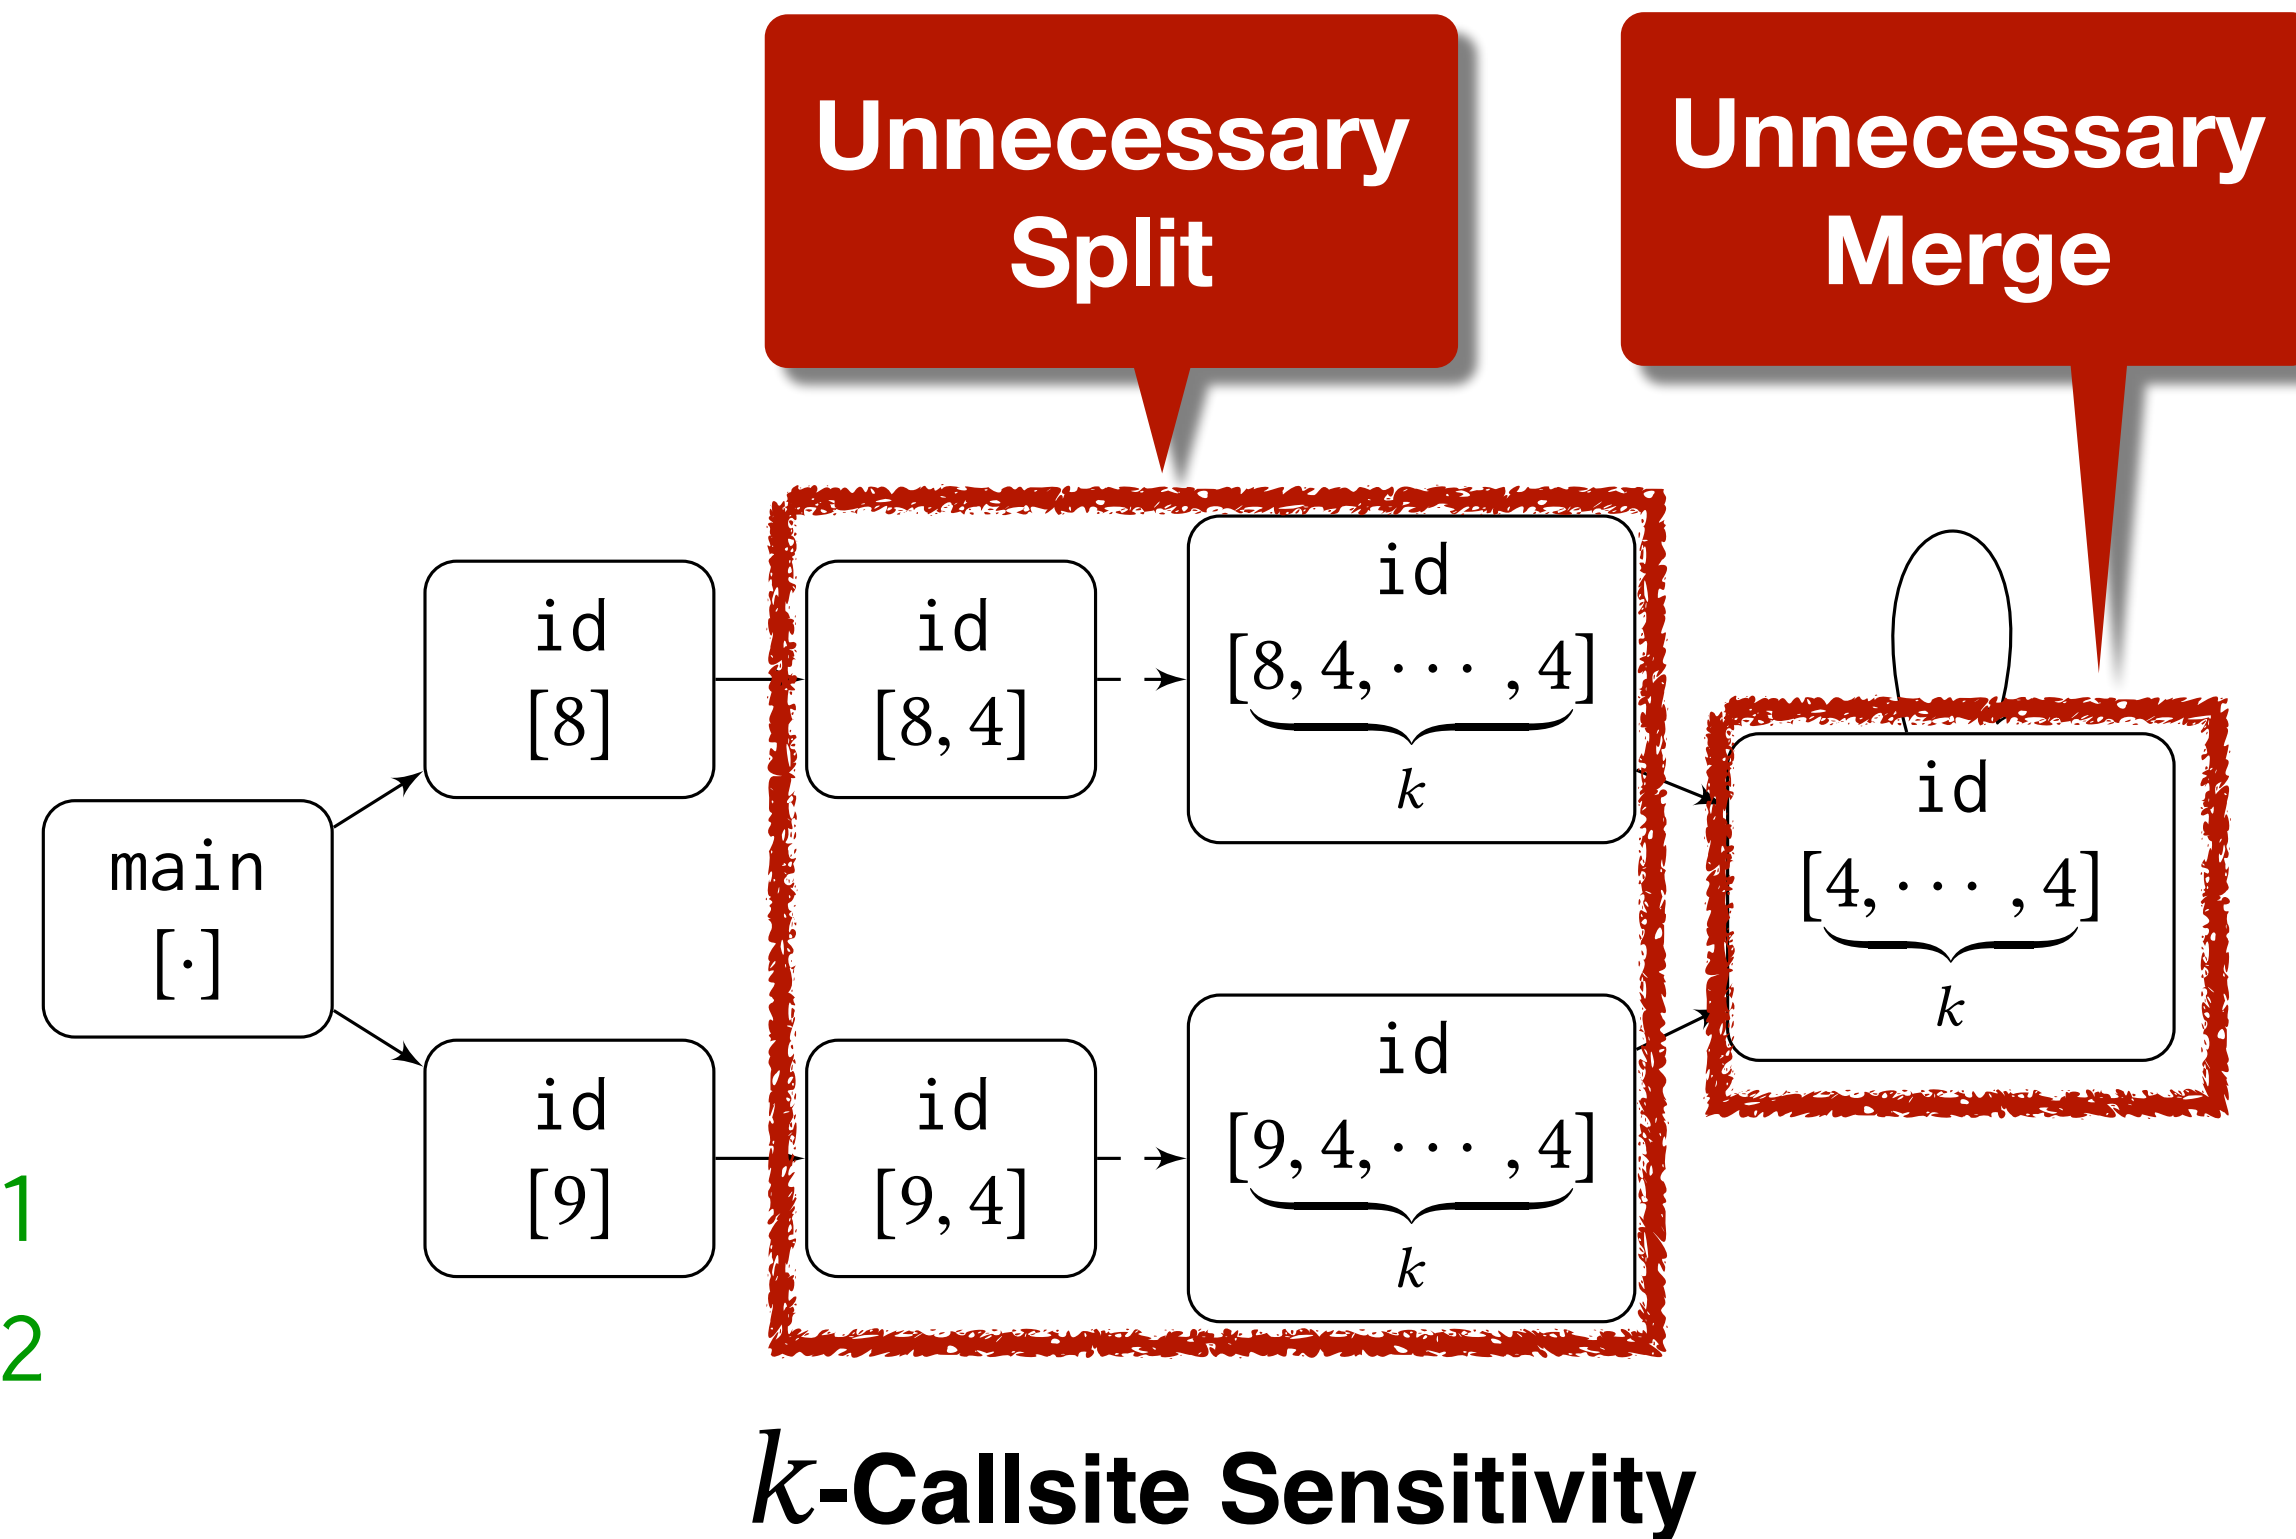 Unnecessary
Split
Unnecessary
Merge
id
[8]
id
[8, 4]
id
[8, 4, ··· , 4]
k
main
[·]
id
[4, ··· , 4]
k
id
[9]
id
[9, 4]
id
[9, 4, ··· , 4]
k
1
2
k-Callsite Sensitivity